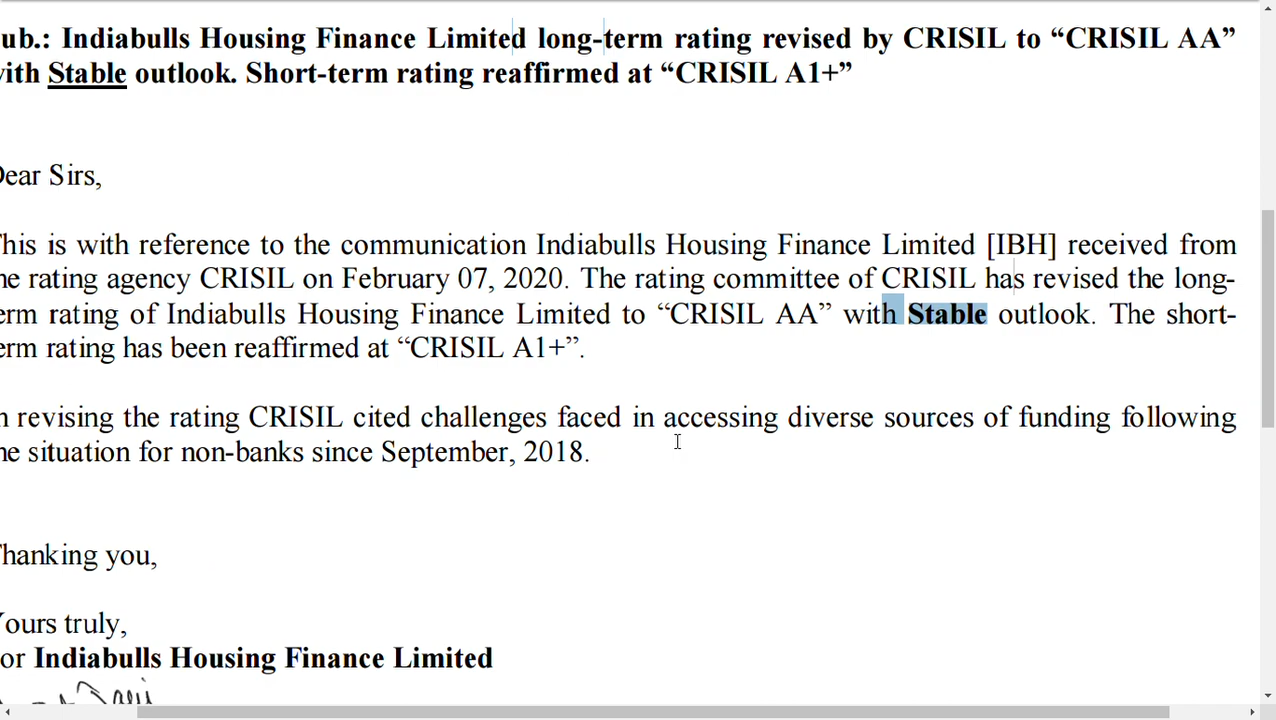 ub.: Indiabulls Housing Finance Limited long-term rating revised by CRISIL to “CRISIL AA”
ith Stable outlook. Short-term rating reaffirmed at “CRISIL A1+”
Dear Sirs,
his is with reference to the communication Indiabulls Housing Finance Limited [IBH] received from
he rating agency CRISIL on February 07, 2020. The rating committee of CRISIL has revised the long-
erm rating of Indiabulls Housing Finance Limited to “CRISIL AA” with Stable outlook. The short-
erm rating has been reaffirmed at “CRISIL A1+”.
n revising the rating CRISIL cited challenges faced in accessing diverse sources of funding following
he situation for non-banks since September, 2018.
hanking you,
ours truly,
or Indiabulls Housing Finance Limited